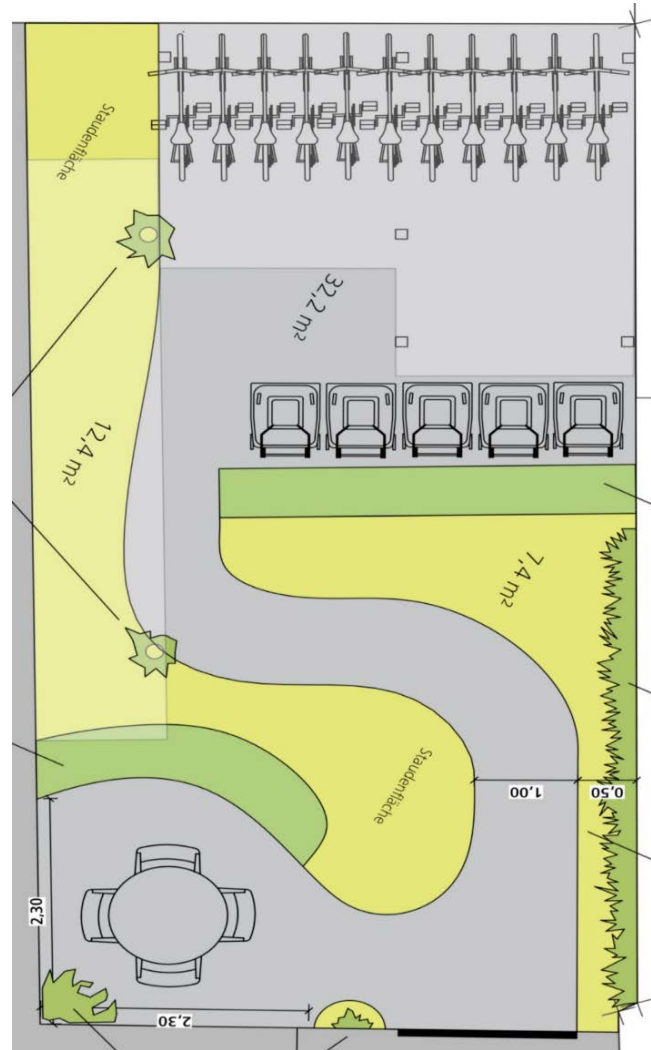 Staudenfläche
32,2 m²
12,4 m²
7,4 m²
Staudenfläche
1,00
0,50
2,30
2,30